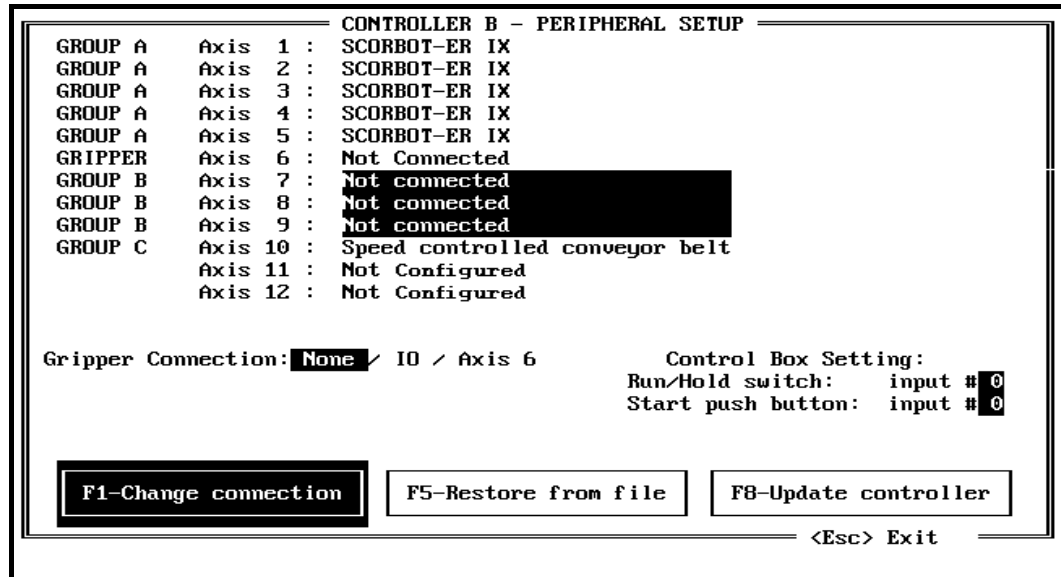 CONTROLLER B - PERIPHERAL SETUP
GROUP A Axis 1 : SCORBOT-ER IX
GROUP A Axis 2 : SCORBOT-ER IX
GROUP A Axis 3 : SCORBOT-ER IX
GROUP A Axis 4 : SCORBOT-ER IX
GROUP A Axis 5 : SCORBOT-ER IX
GRIPPER Axis 6 : Not Connected
GROUP B Axis 7 : Not connected
GROUP B Axis 8 : Not connected
GROUP B Axis 9 : Not connected
GROUP C Axis 10 : Speed controlled conveyor belt
Axis 11 : Not Configured
Axis 12 : Not Configured
Gripper Connection: None / IO / Axis 6 Control Box Setting:
Run/Hold switch: input # 0
Start push button: input # 0
F1-Change connection F5-Restore from file F8-Update controller
<Esc> Exit